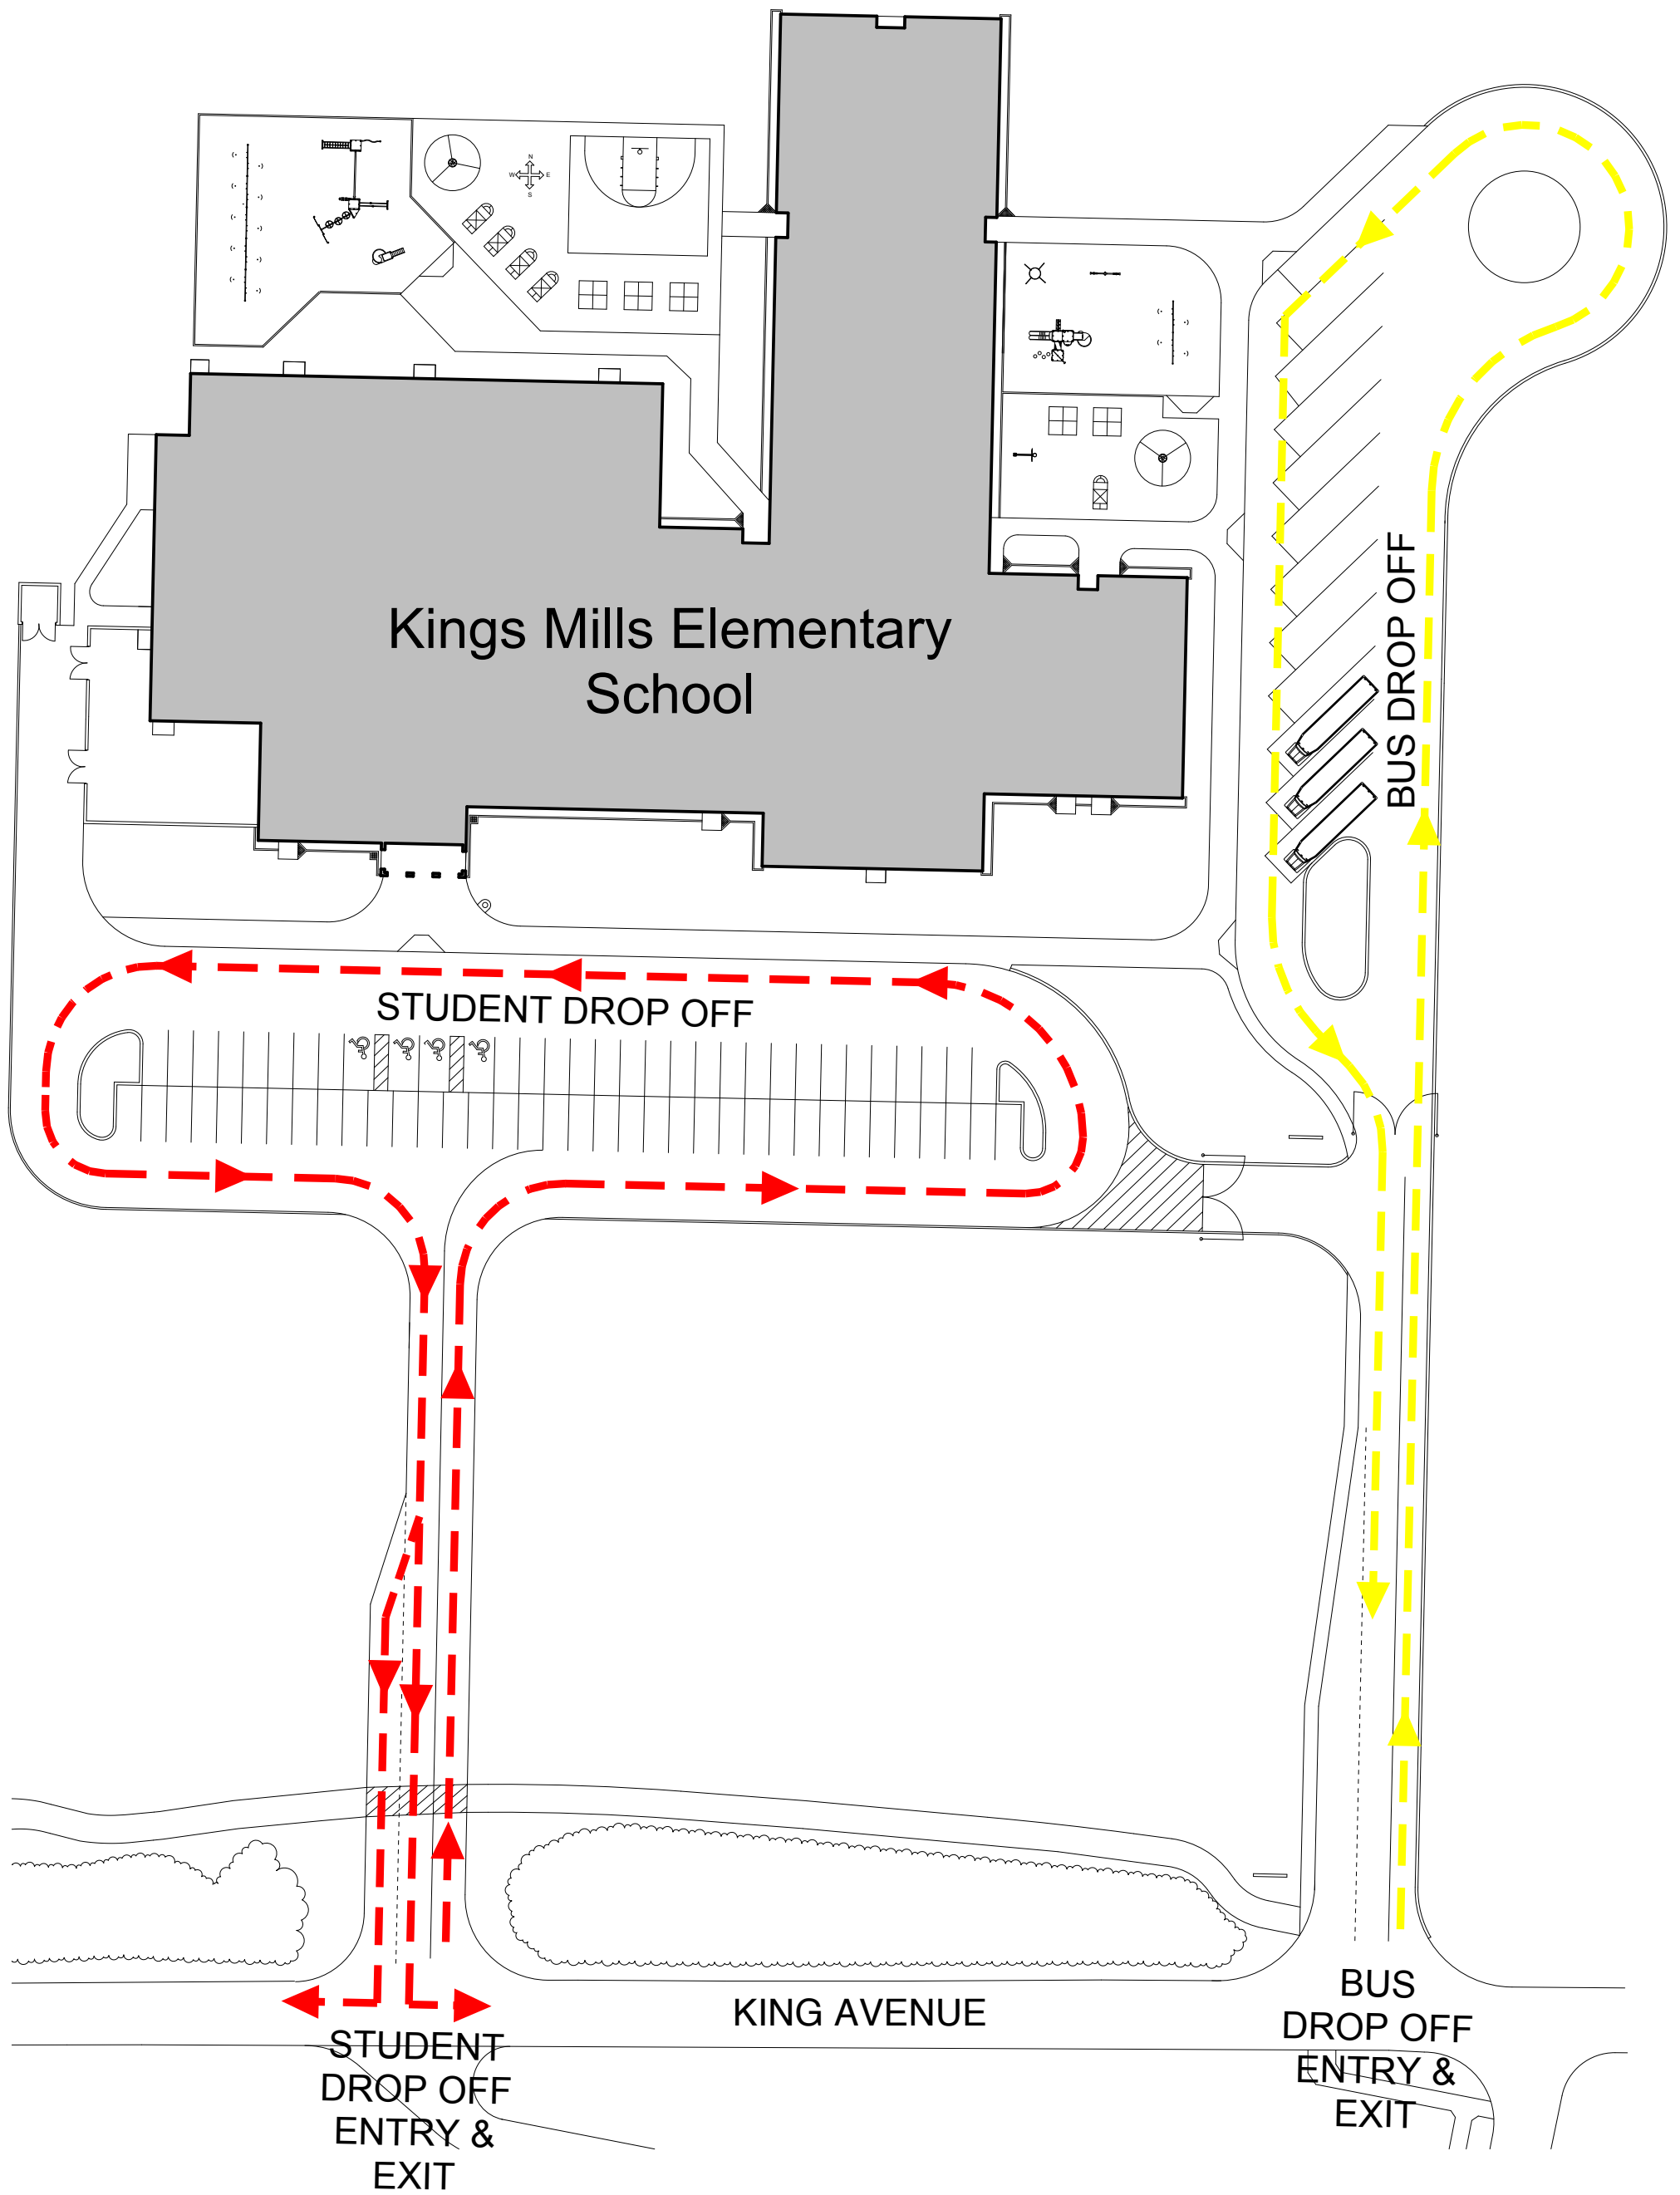 N
W E
S
Kings Mills Elementary
School
BUS DROP OFF
STUDENT DROP OFF
KING AVENUE
STUDENT
DROP OFF
ENTRY &
EXIT
BUS
DROP OFF
ENTRY &
EXIT